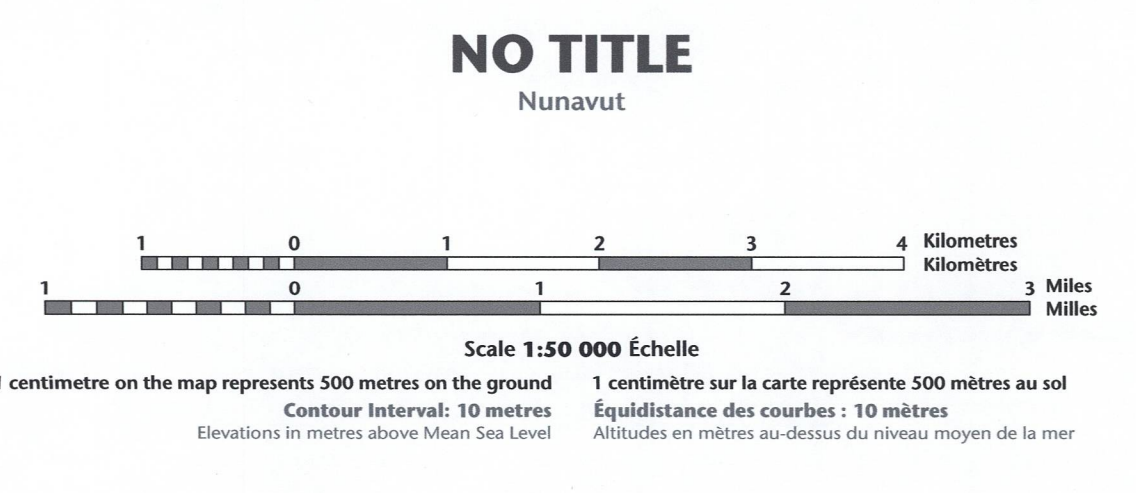 NO TITLE
Nunavut
1 0 1 2 3 4 Kilometres
Kilomètres
1 0 1 2 3 Miles
Milles
Scale 1:50 000 Échelle
1 centimetre on the map represents 500 metres on the ground
1 centimètre sur la carte représente 500 mètres au sol
Contour Interval: 10 metres
Équidistance des courbes : 10 mètres
Elevations in metres above Mean Sea Level
Altitudes en mètres au-dessus du niveau moyen de la mer